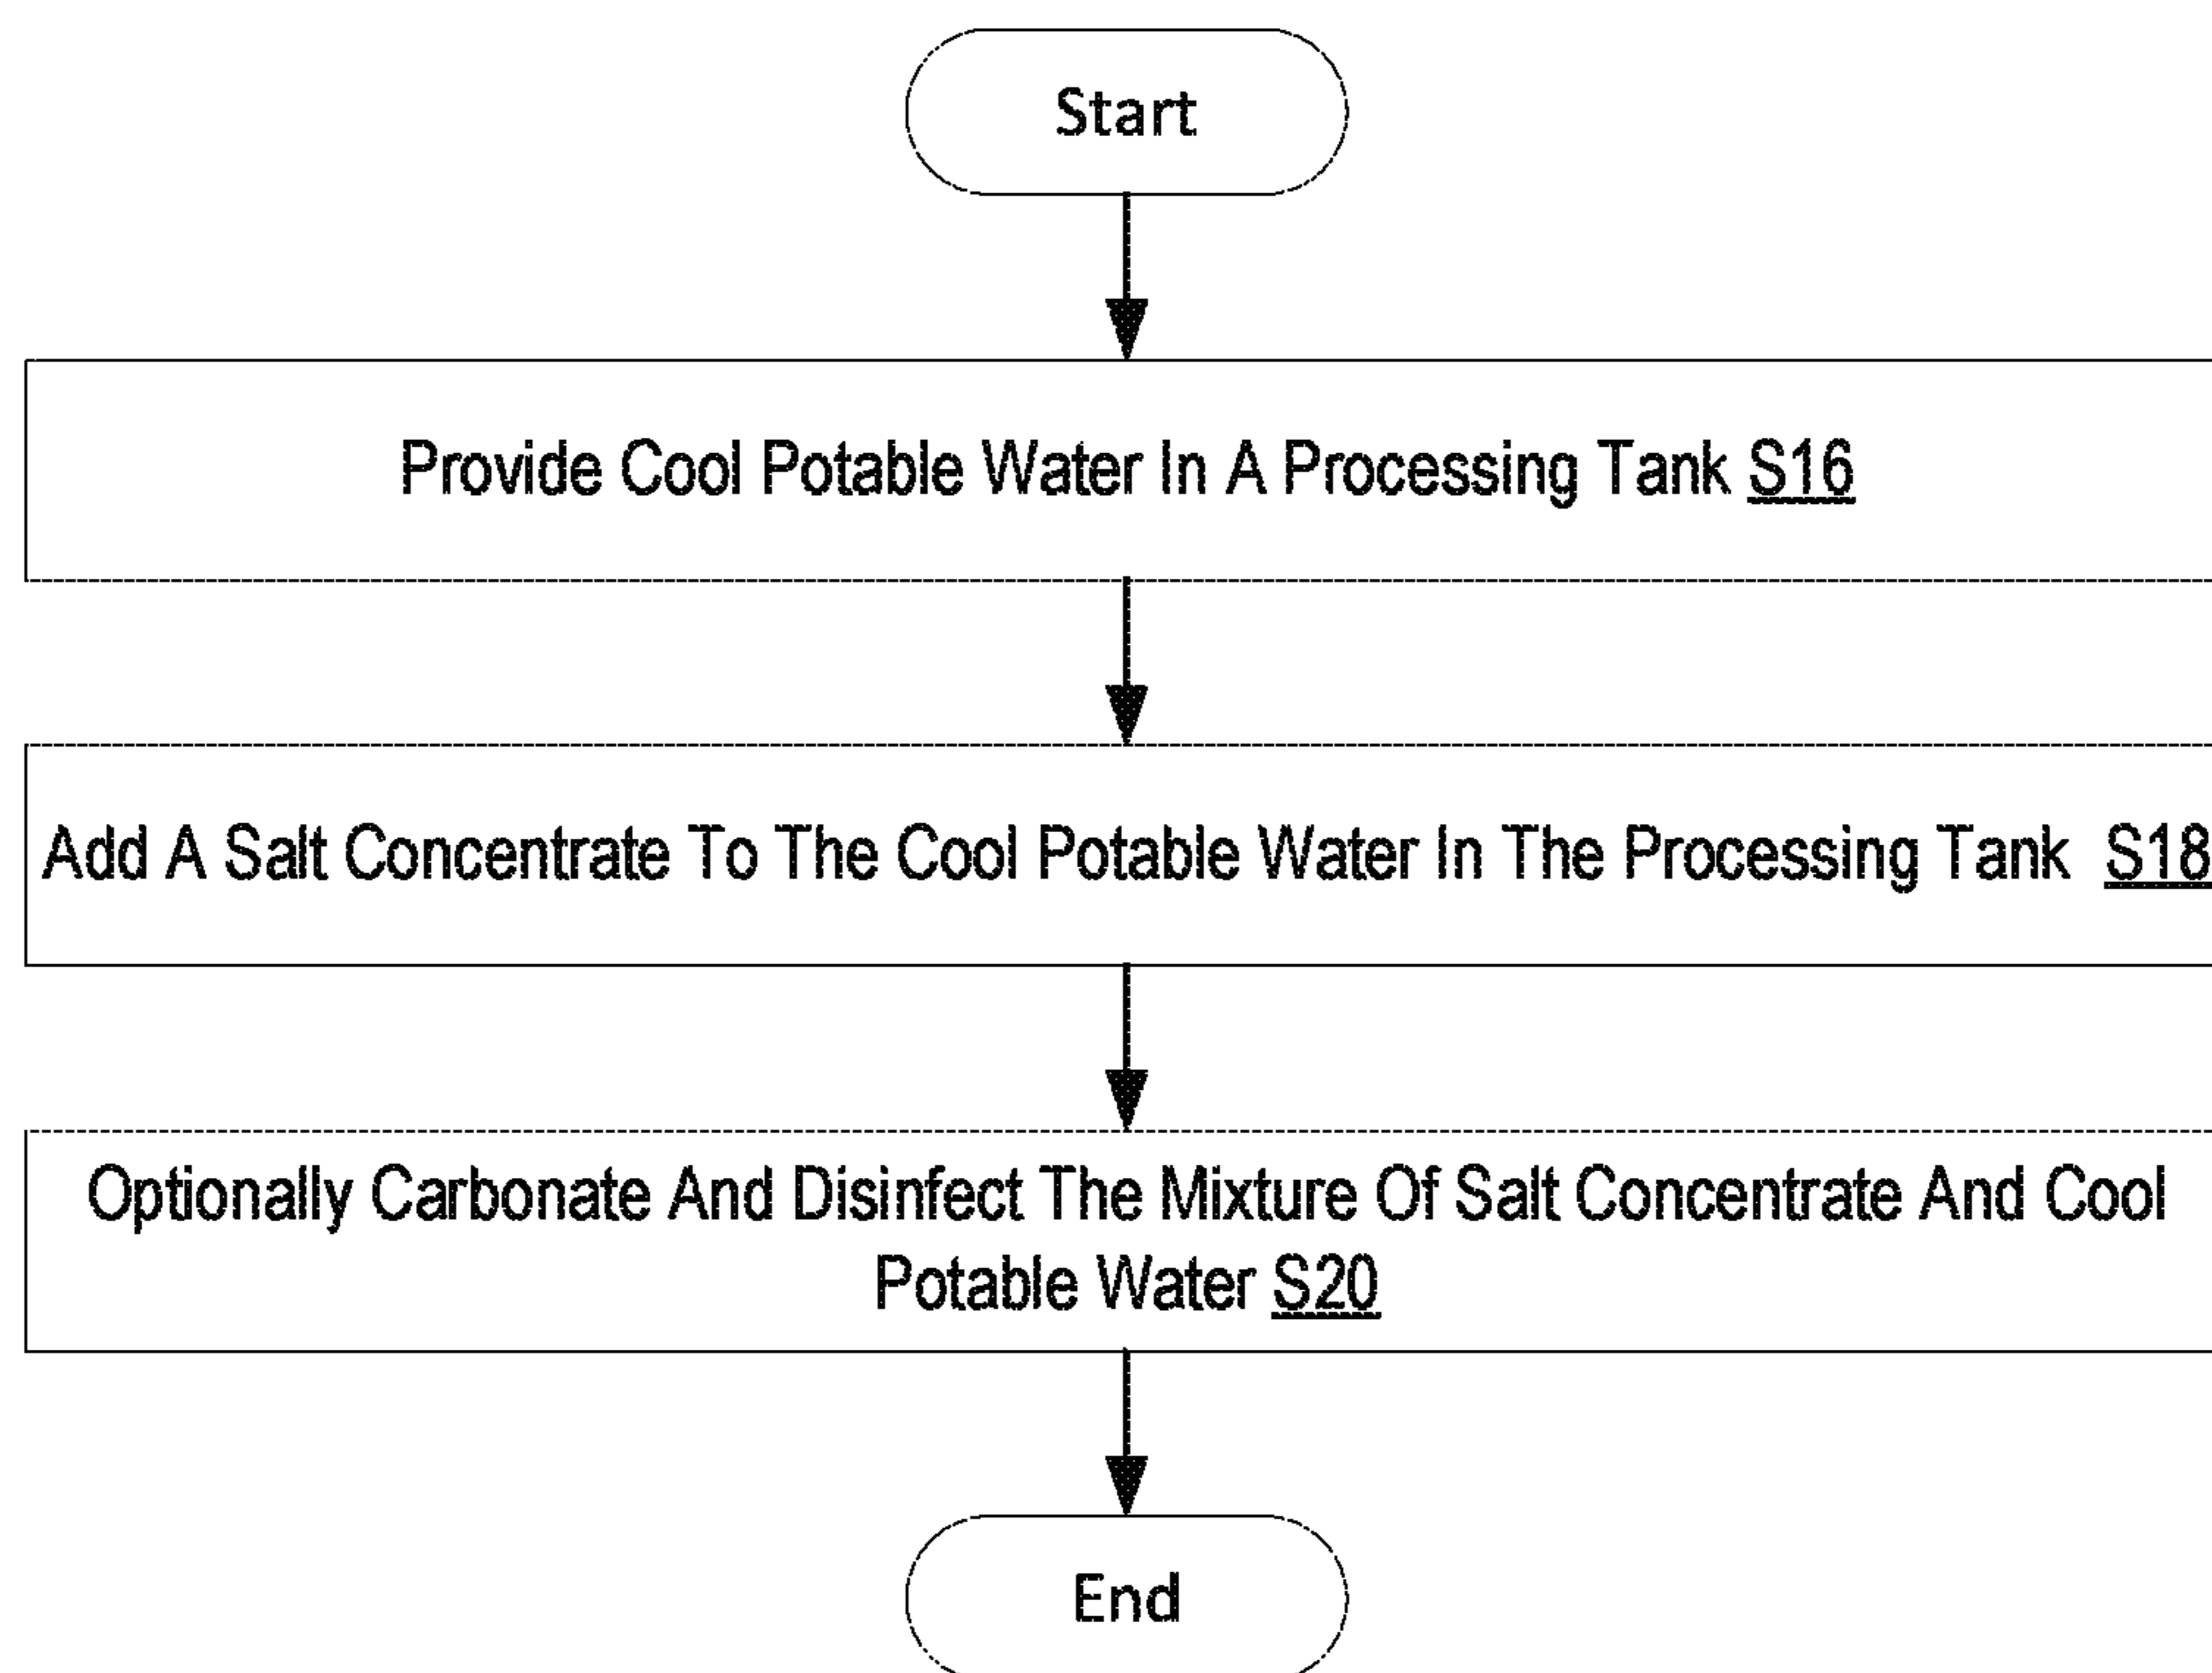 Start
Provide Cool Potable Water In A Processing Tank S16
Add A Salt Concentrate To The Cool Potable Water In The Processing Tank S18
Optionally Carbonate And Disinfect The Mixture Of Salt Concentrate And Cool
Potable Water S20
End